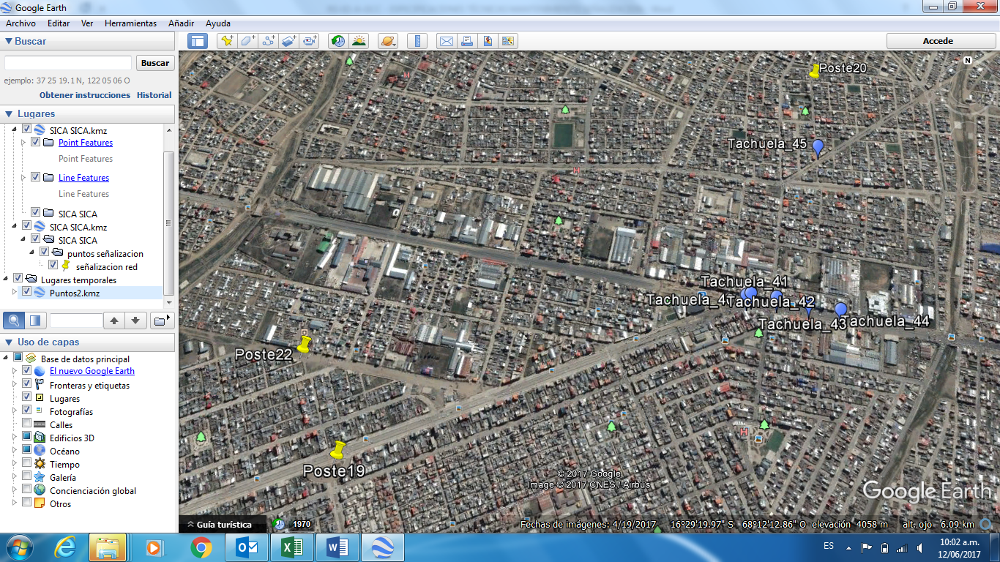 Google Earth
Archivo Editar Ver Herramientas Añadir Ayuda
Buscar
Accede
Buscar
ejemplo: 37 25 19.1 N, 122 05 06 O
Obtener instrucciones Historial
Lugares
SICA SICA.kmz
Point Features
Point Features
Line Features
Line Features
SICA SICA
SICA SICA.kmz
SICA SICA
puntos señalizacion
señalizacion red
Lugares temporales
Puntos2.kmz
Uso de capas
Base de datos principal
El nuevo Google Earth
Fronteras y etiquetas
Lugares
Fotografías
Calles
Edificios 3D
Océano
Tiempo
Galería
Concienciación global
Otros
N
Poste20
Tachuela_45
Tachuela_41
Tachuela_42
Tachuela_43
Tachuela_44
Poste22
Poste19
© 2017 Google
Image © 2017 CNES / Airbus
Google Earth
Guía turística
1970
Fechas de imágenes: 4/19/2017 16°29'19.97" S 68°12'12.86" O elevación 4058 m alt. ojo 6.09 km
ES
10:02 a.m.
12/06/2017